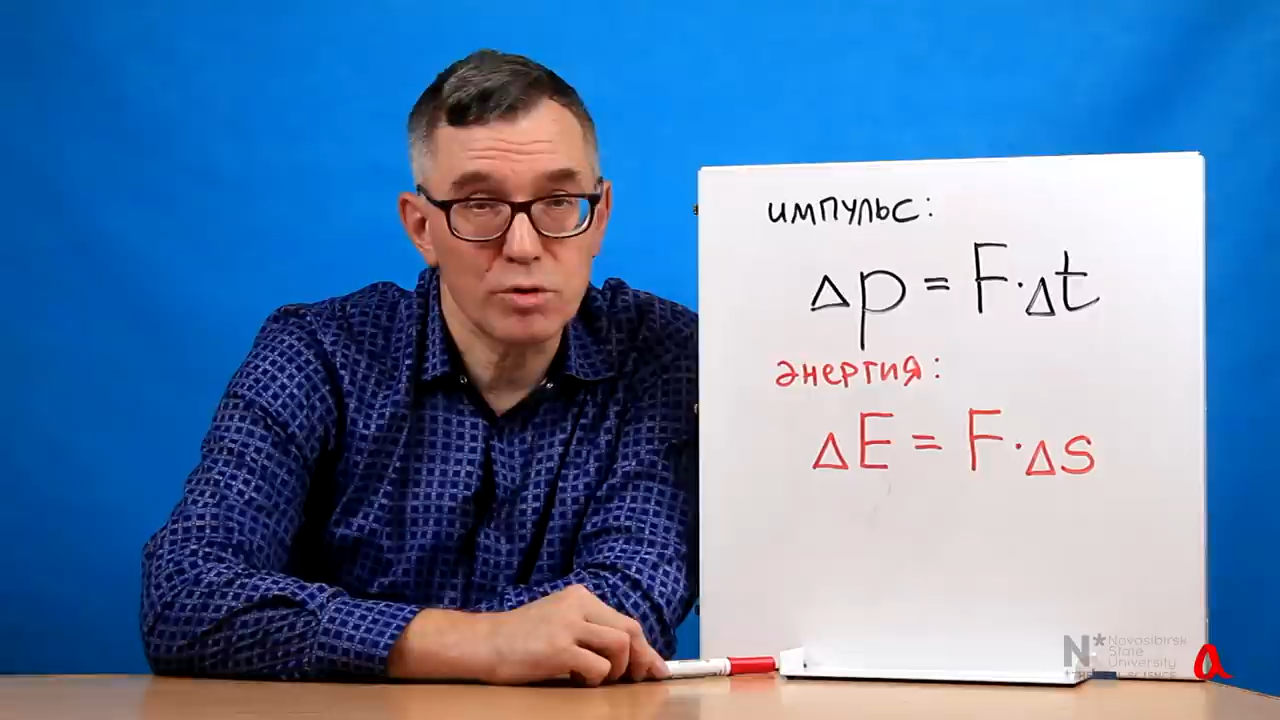 импульс:
Δp = F·Δt
энергия:
ΔE = F·Δs
N*
Novosibirsk
State
University